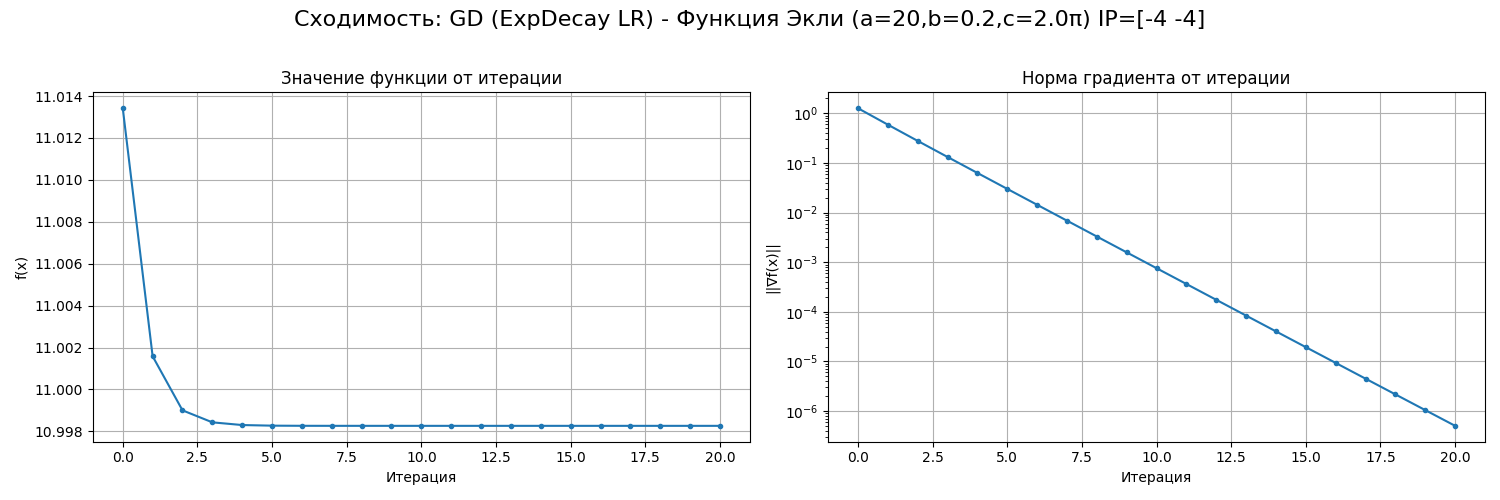 Сходимость: GD (ExpDecay LR) - Функция Экли (a=20,b=0.2,c=2.0π) IP=[-4 -4]
Значение функции от итерации
11.014
11.012
11.010
11.008
11.006
11.004
11.002
11.000
10.998
f(x)
0.0 2.5 5.0 7.5 10.0 12.5 15.0 17.5 20.0
Итерация
Норма градиента от итерации
10⁰
10⁻¹
10⁻²
10⁻³
10⁻⁴
10⁻⁵
10⁻⁶
||∇f(x)||
0.0 2.5 5.0 7.5 10.0 12.5 15.0 17.5 20.0
Итерация